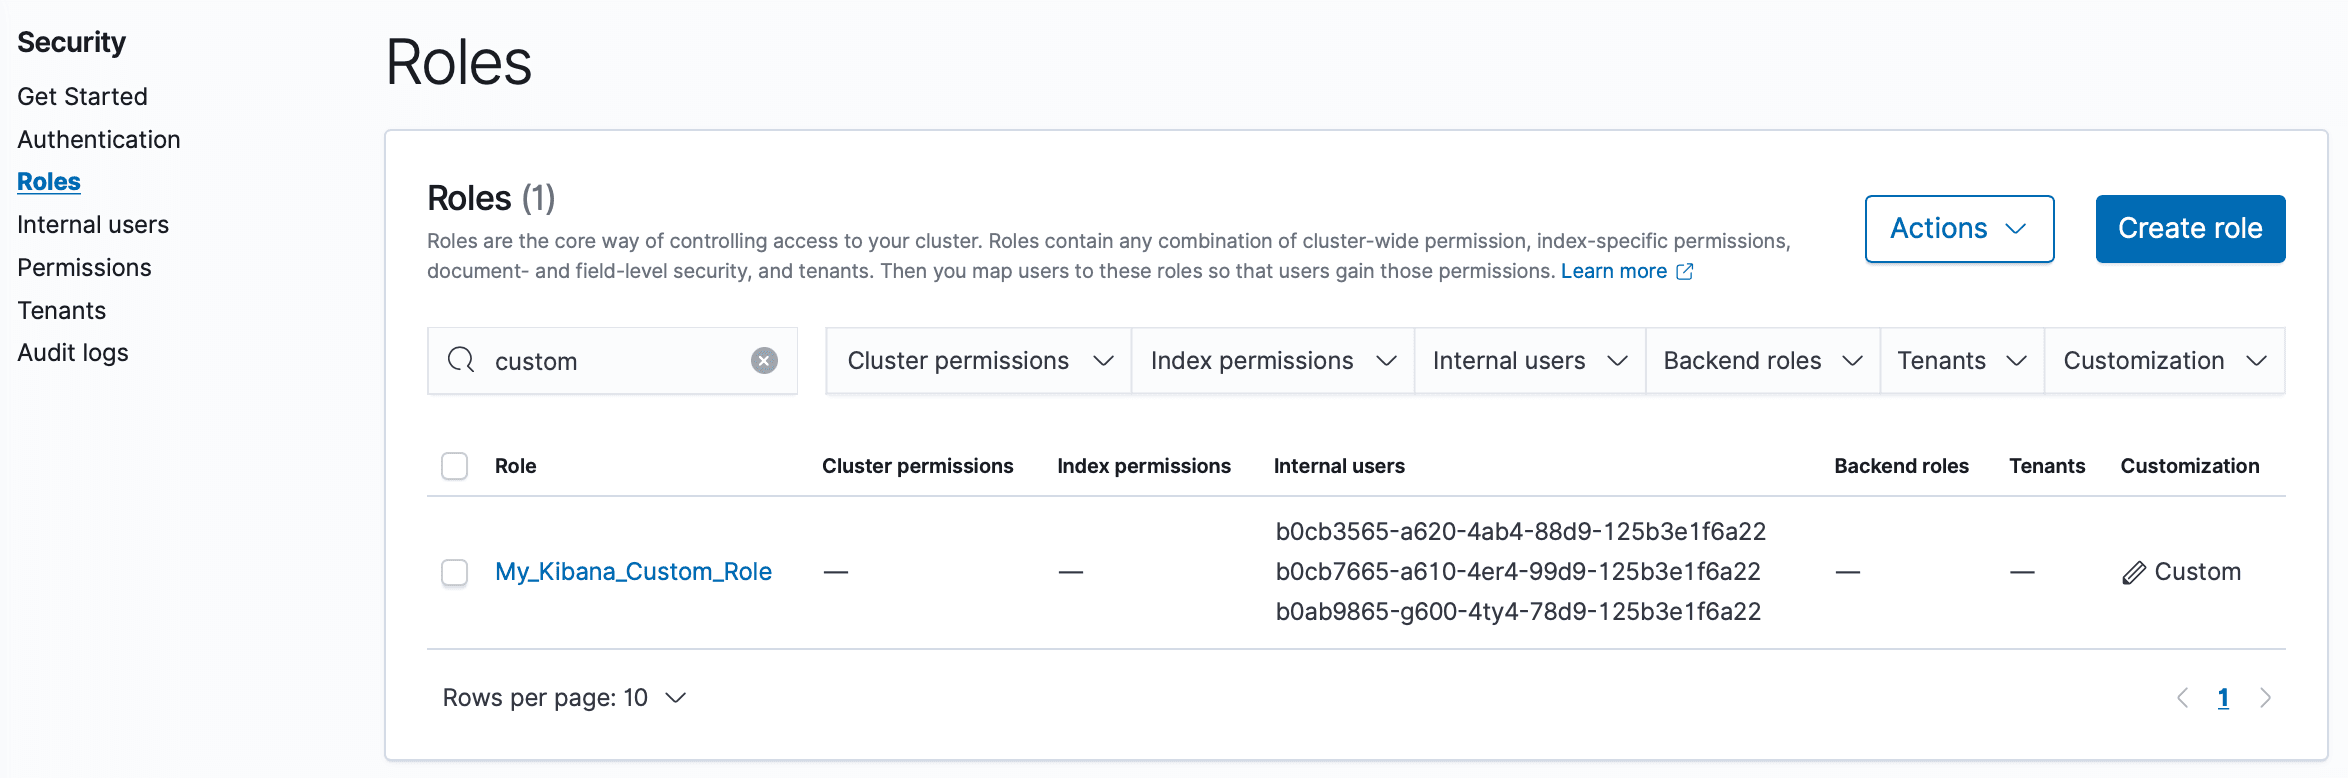 Security
Get Started
Authentication
Roles
Internal users
Permissions
Tenants
Audit logs
Roles
Roles (1)
Roles are the core way of controlling access to your cluster. Roles contain any combination of cluster-wide permission, index-specific permissions,
document- and field-level security, and tenants. Then you map users to these roles so that users gain those permissions. Learn more
Actions
Create role
custom
Cluster permissions
Index permissions
Internal users
Backend roles
Tenants
Customization
Role Cluster permissions Index permissions Internal users Backend roles Tenants Customization
b0cb3565-a620-4ab4-88d9-125b3e1f6a22
My_Kibana_Custom_Role — — b0cb7665-a610-4er4-99d9-125b3e1f6a22 — — Custom
b0ab9865-g600-4ty4-78d9-125b3e1f6a22
Rows per page: 10
1